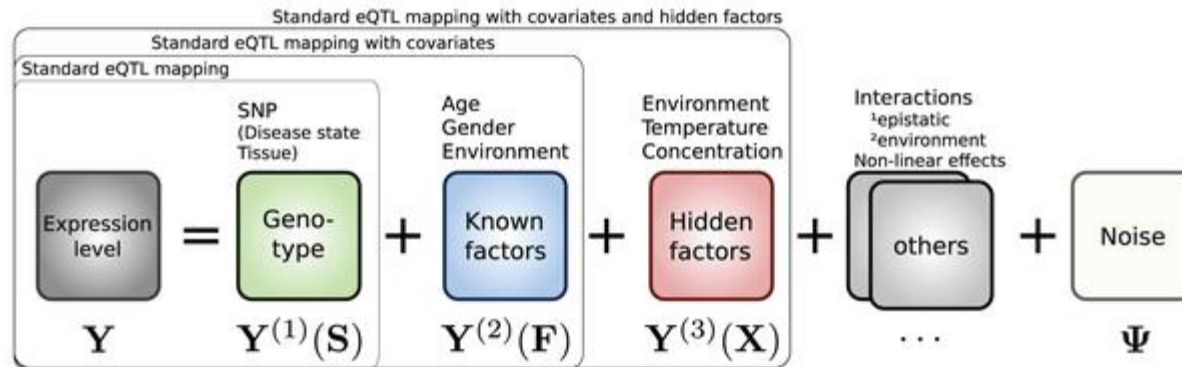 Standard eQTL mapping with covariates and hidden factors
Standard eQTL mapping with covariates
Standard eQTL mapping
SNP
(Disease state
Tissue)
Age
Gender
Environment
Environment
Temperature
Concentration
Interactions
¹epistatic
²environment
Non-linear effects
Expression
level
=
Geno-
type
+
Known
factors
+
Hidden
factors
+
others
+
Noise
Y
Y⁽¹⁾(S)
Y⁽²⁾(F)
Y⁽³⁾(X)
...
Ψ